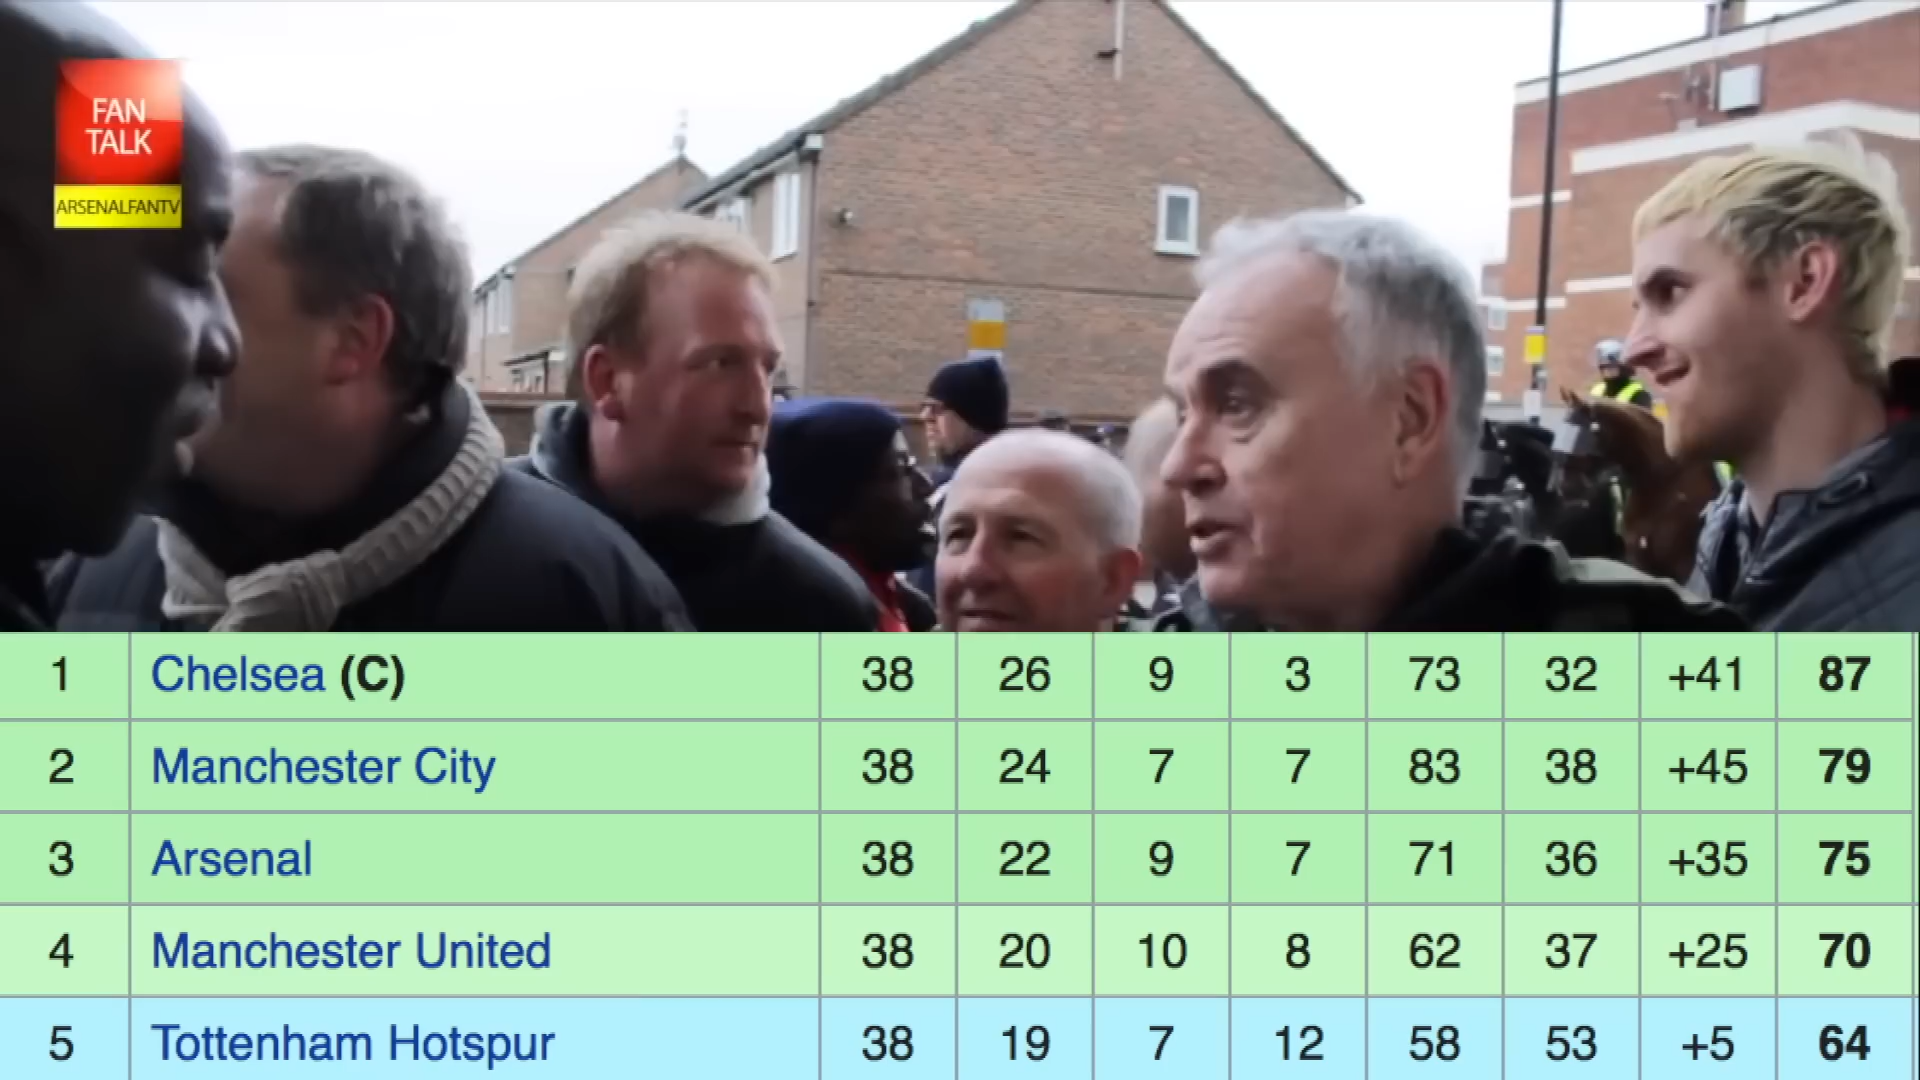 FAN
TALK
ARSENALFANTV
1 Chelsea (C) 38 26 9 3 73 32 +41 87
2 Manchester City 38 24 7 7 83 38 +45 79
3 Arsenal 38 22 9 7 71 36 +35 75
4 Manchester United 38 20 10 8 62 37 +25 70
5 Tottenham Hotspur 38 19 7 12 58 53 +5 64